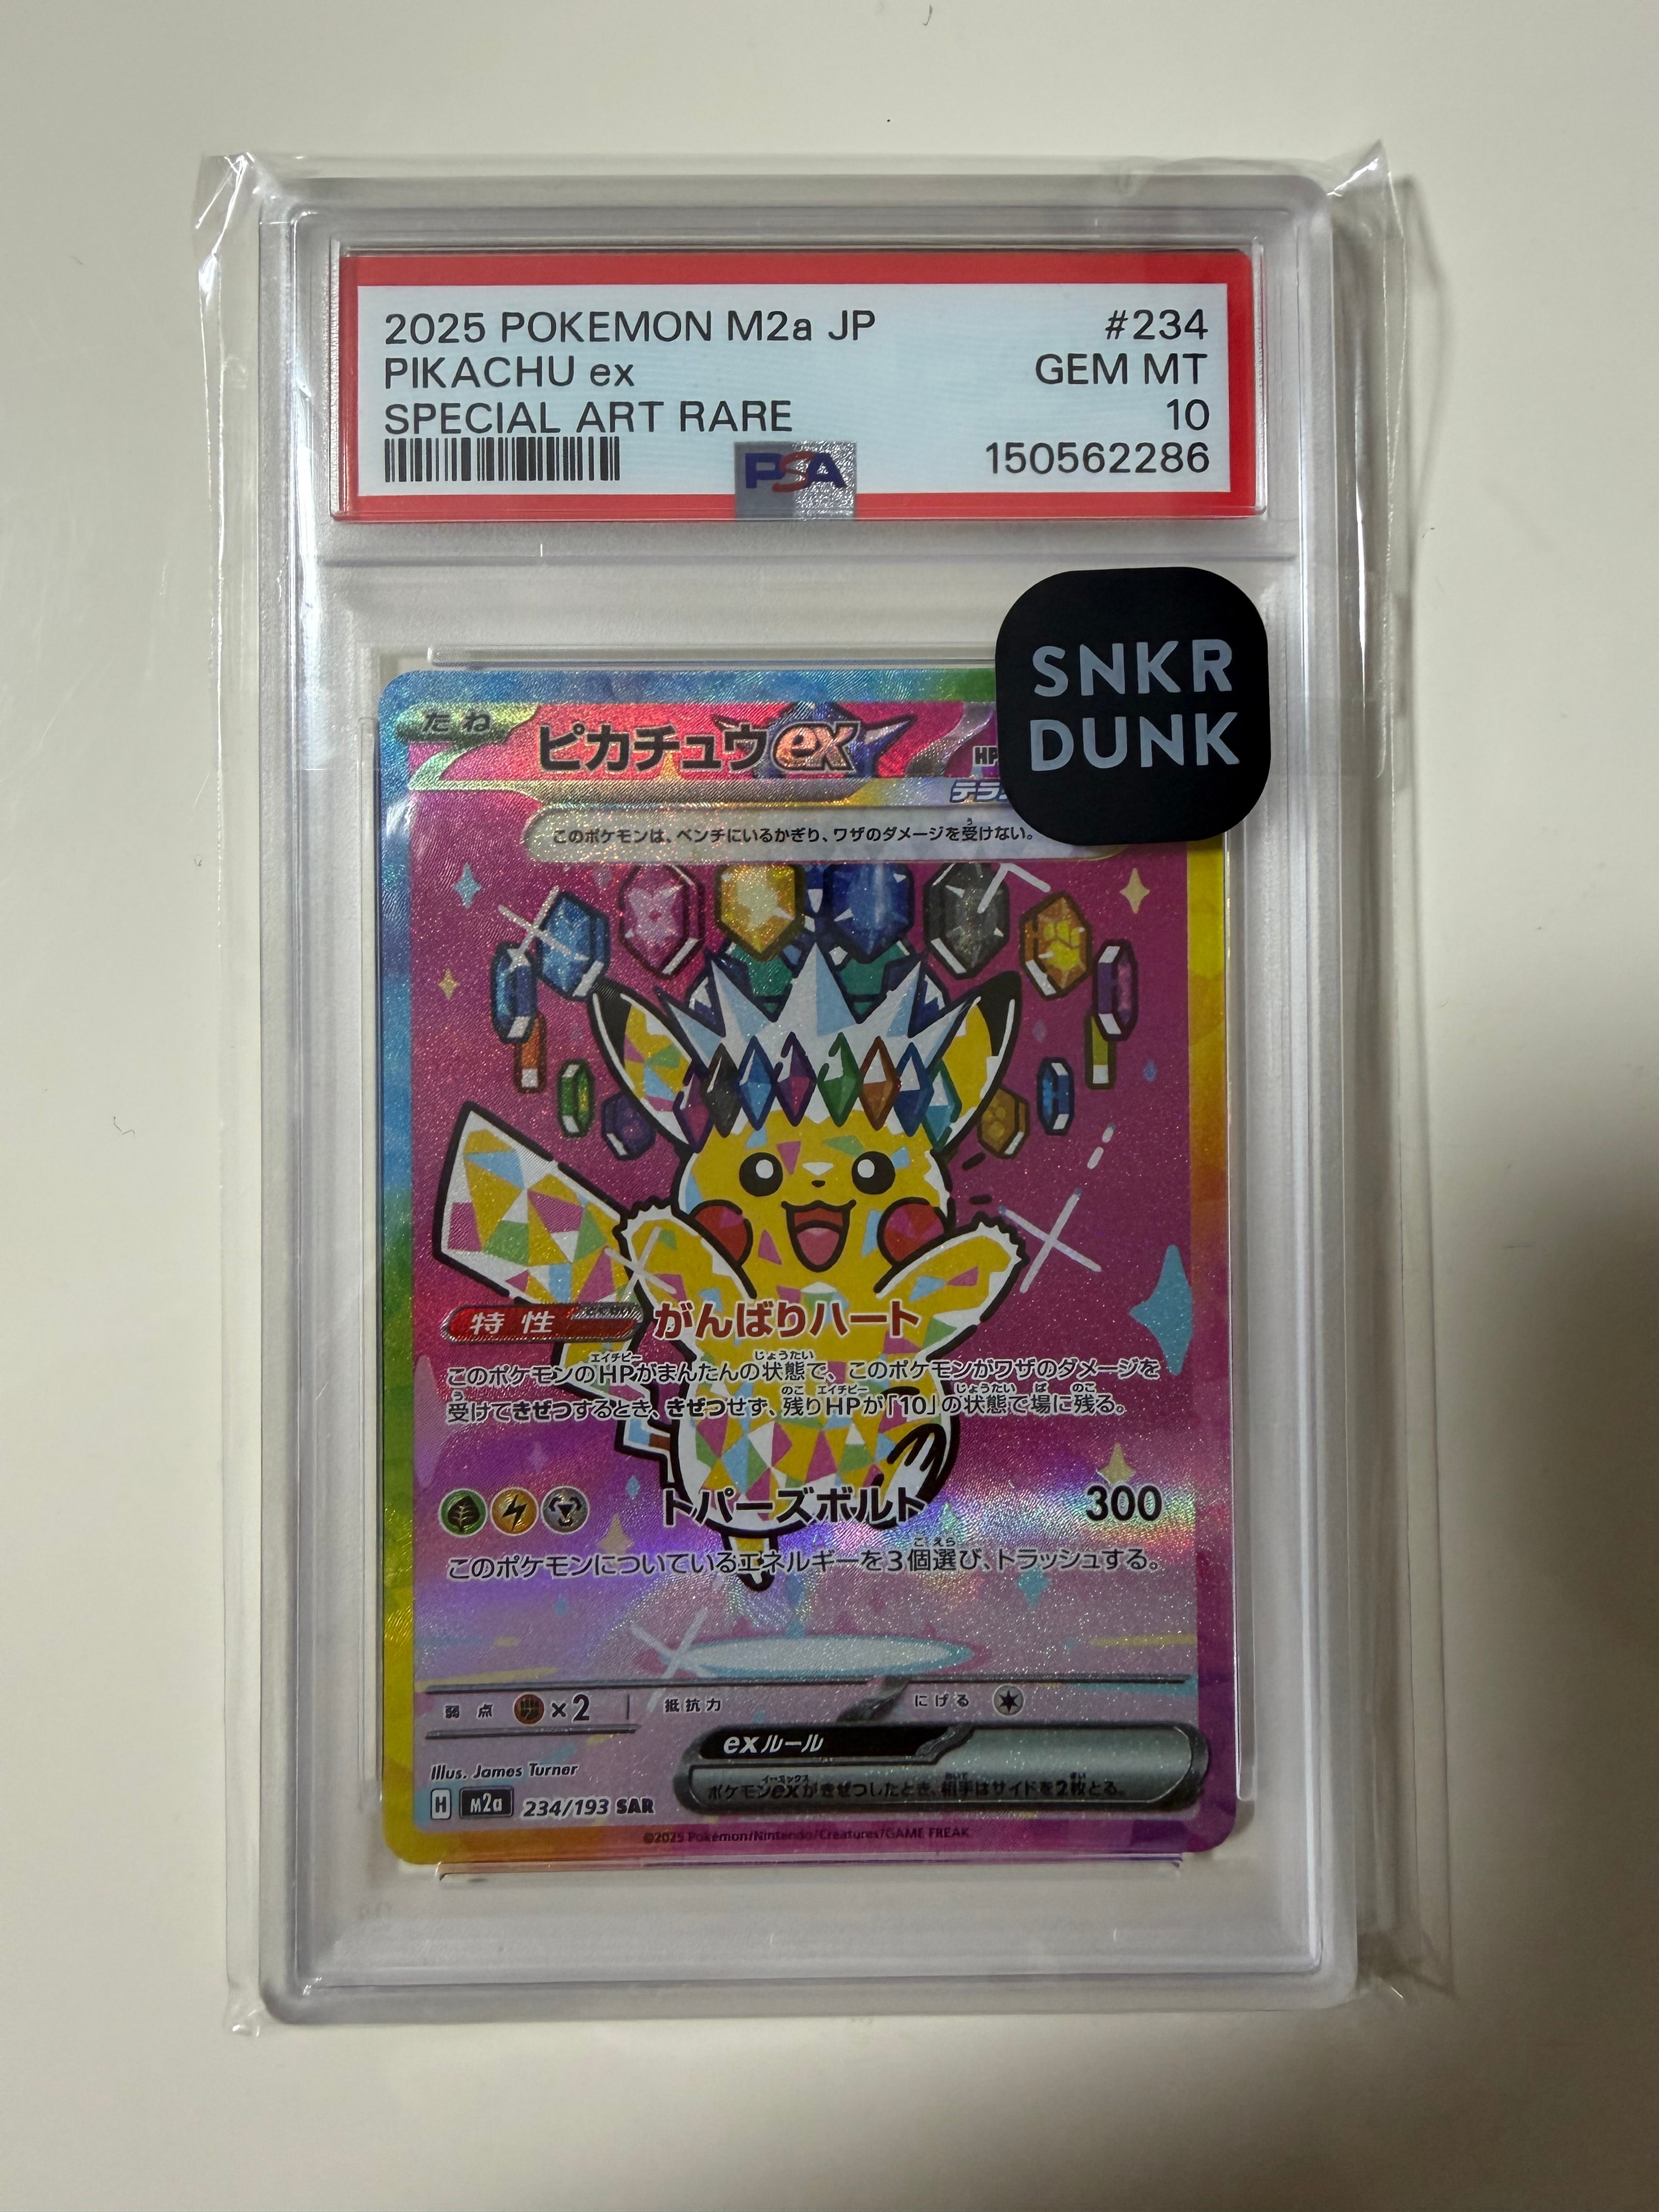 2025 POKEMON M2a JP #234
PIKACHU ex GEM MT
SPECIAL ART RARE 10
PSA 150562286
SNKR
DUNK
たね ピカチュウex HP
テラ
このポケモンは、ベンチにいるかぎり、ワザのダメージを受けない。
特性 がんばりハート
このポケモンのHPがまんたんの状態で、このポケモンがワザのダメージを
受けてきぜつするとき、きぜつせず、残りHPが「10」の状態で場に残る。
トパーズボルト 300
このポケモンについているエネルギーを3個選び、トラッシュする。
弱点 ×2 抵抗力 にげる
exルール
ポケモンexがきぜつしたとき、相手はサイドを2枚とる。
Illus. James Turner
H M2a 234/193 SAR
©2025 Pokémon/Nintendo/Creatures/GAME FREAK